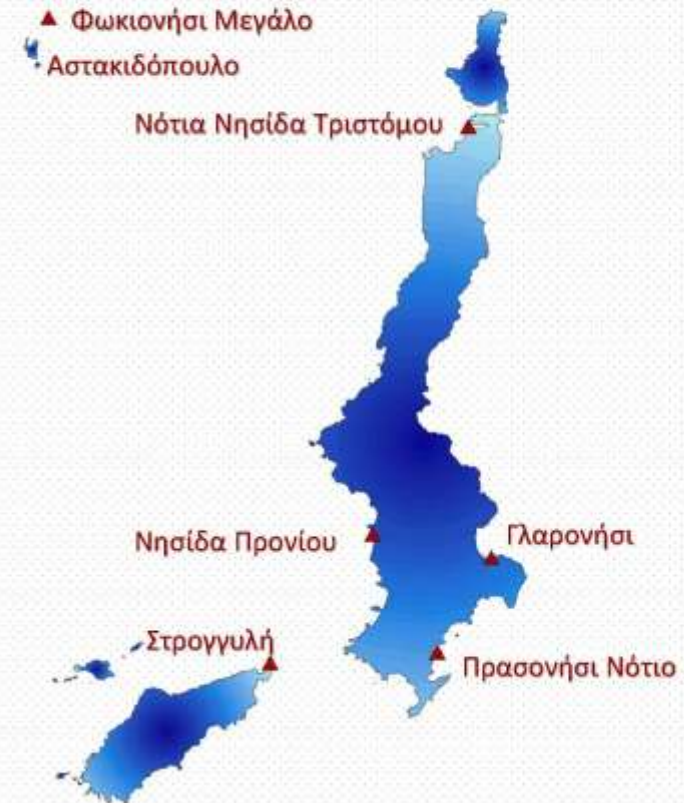 Φωκιονήσι Μεγάλο
Αστακιδόπουλο
Νότια Νησίδα Τριστόμου
Νησίδα Προνίου
Γλαρονήσι
Στρογγυλή
Πρασονήσι Νότιο